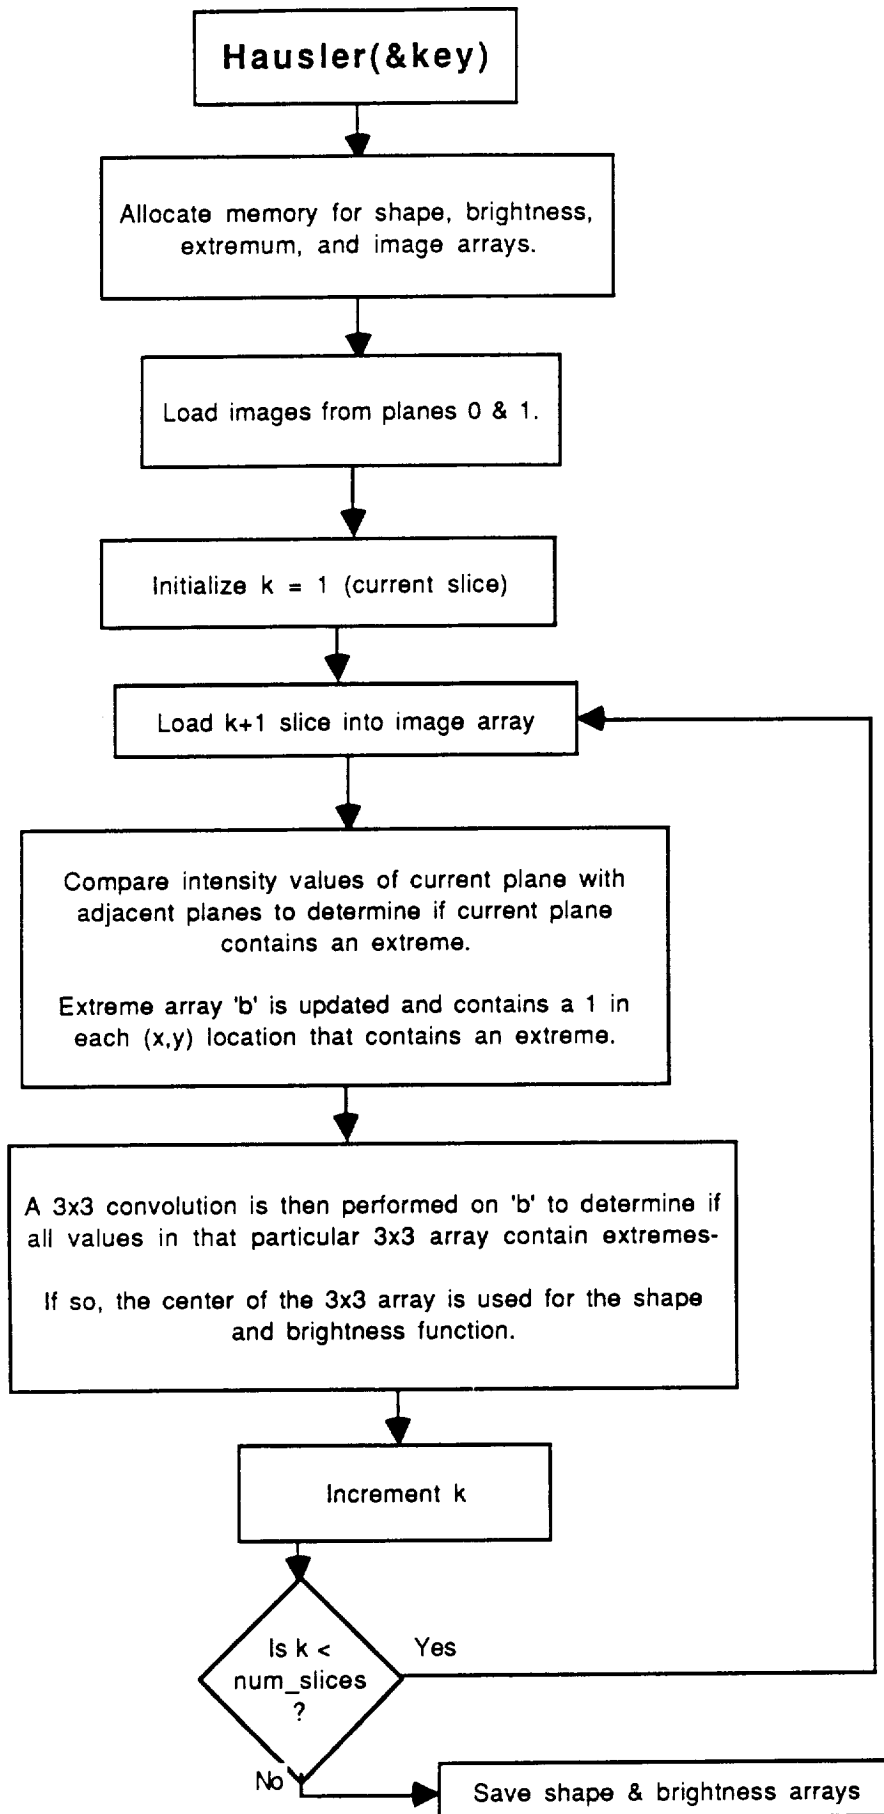 Hausler(&key)
Allocate memory for shape, brightness,
extremum, and image arrays.
Load images from planes 0 & 1.
Initialize k = 1 (current slice)
Load k+1 slice into image array
Compare intensity values of current plane with
adjacent planes to determine if current plane
contains an extreme.
Extreme array 'b' is updated and contains a 1 in
each (x,y) location that contains an extreme.
A 3x3 convolution is then performed on 'b' to determine if
all values in that particular 3x3 array contain extremes-
If so, the center of the 3x3 array is used for the shape
and brightness function.
Increment k
Is k <
num_slices
?
Yes
No
Save shape & brightness arrays